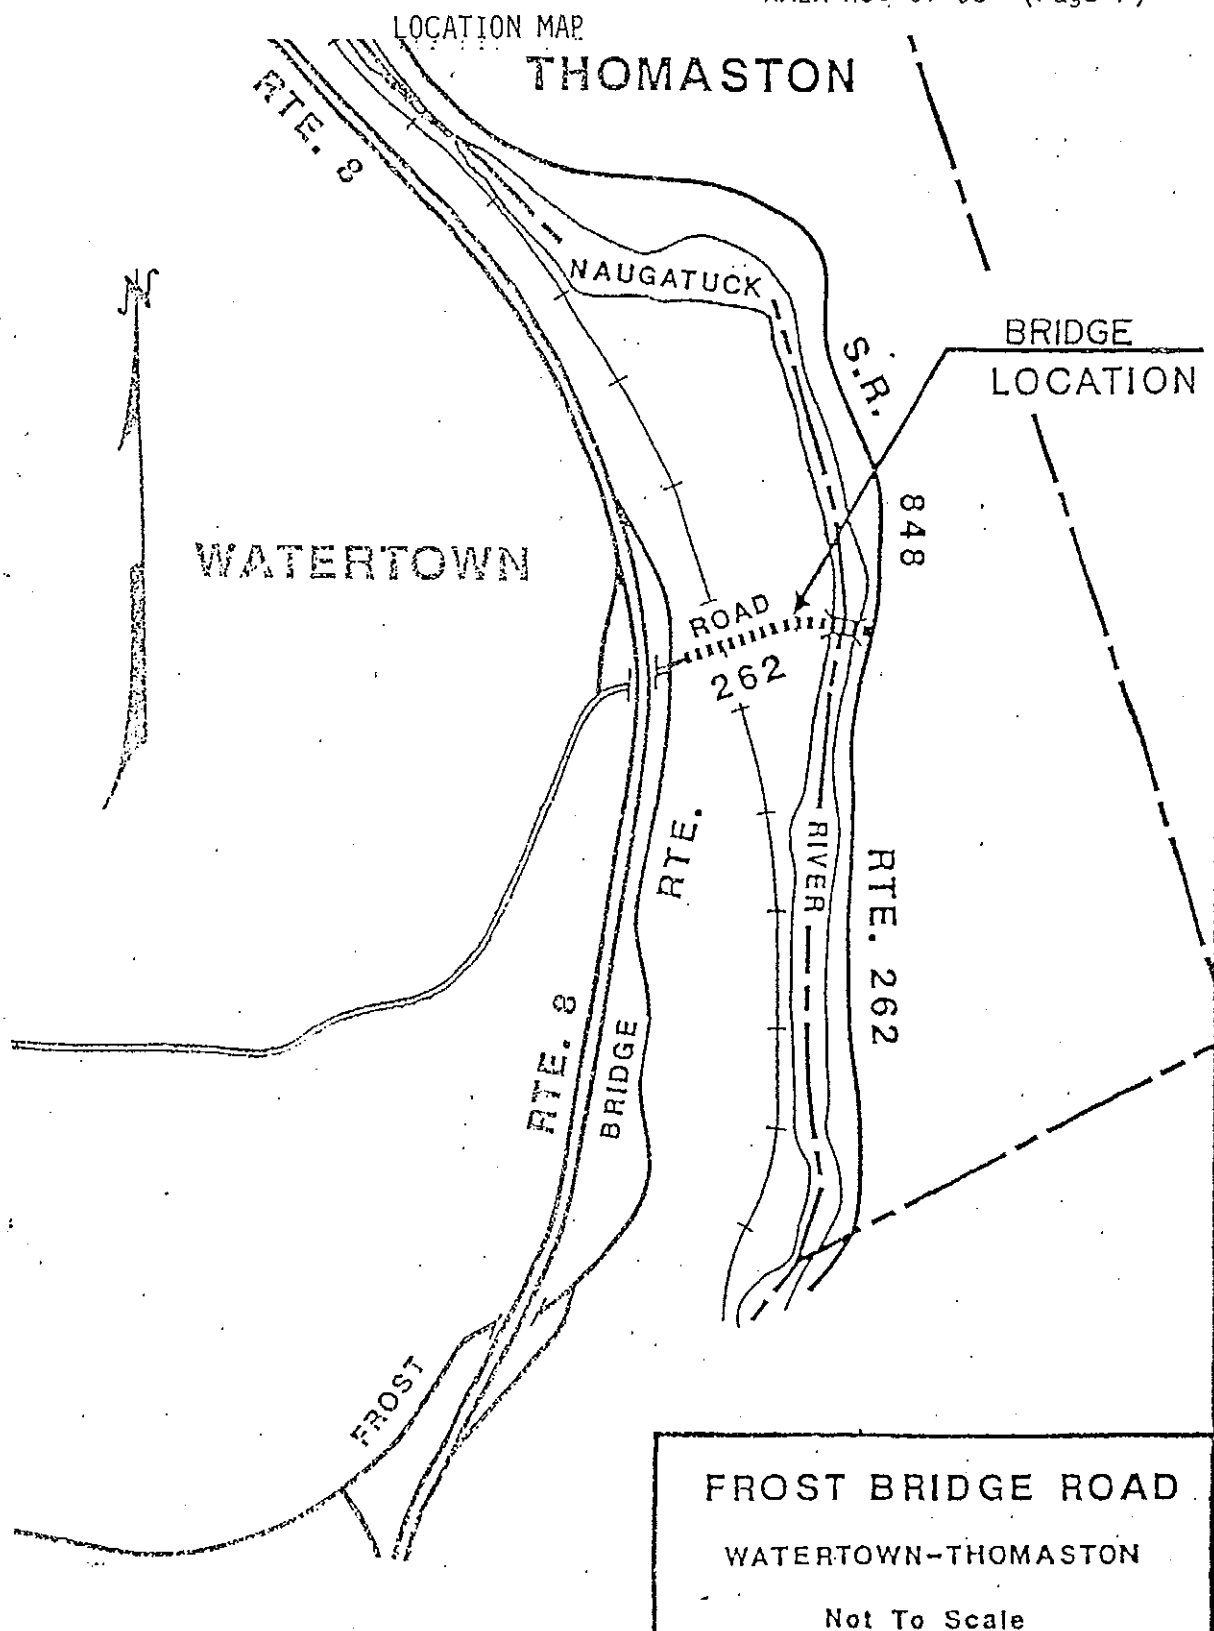 LOCATION MAP
THOMASTON
RTE. 8
NAUGATUCK
N
S.R.
848
BRIDGE
LOCATION
WATERTOWN
ROAD
262
RTE.
RIVER
RTE. 262
RTE. 8
BRIDGE
FROST
FROST BRIDGE ROAD
WATERTOWN-THOMASTON
Not To Scale